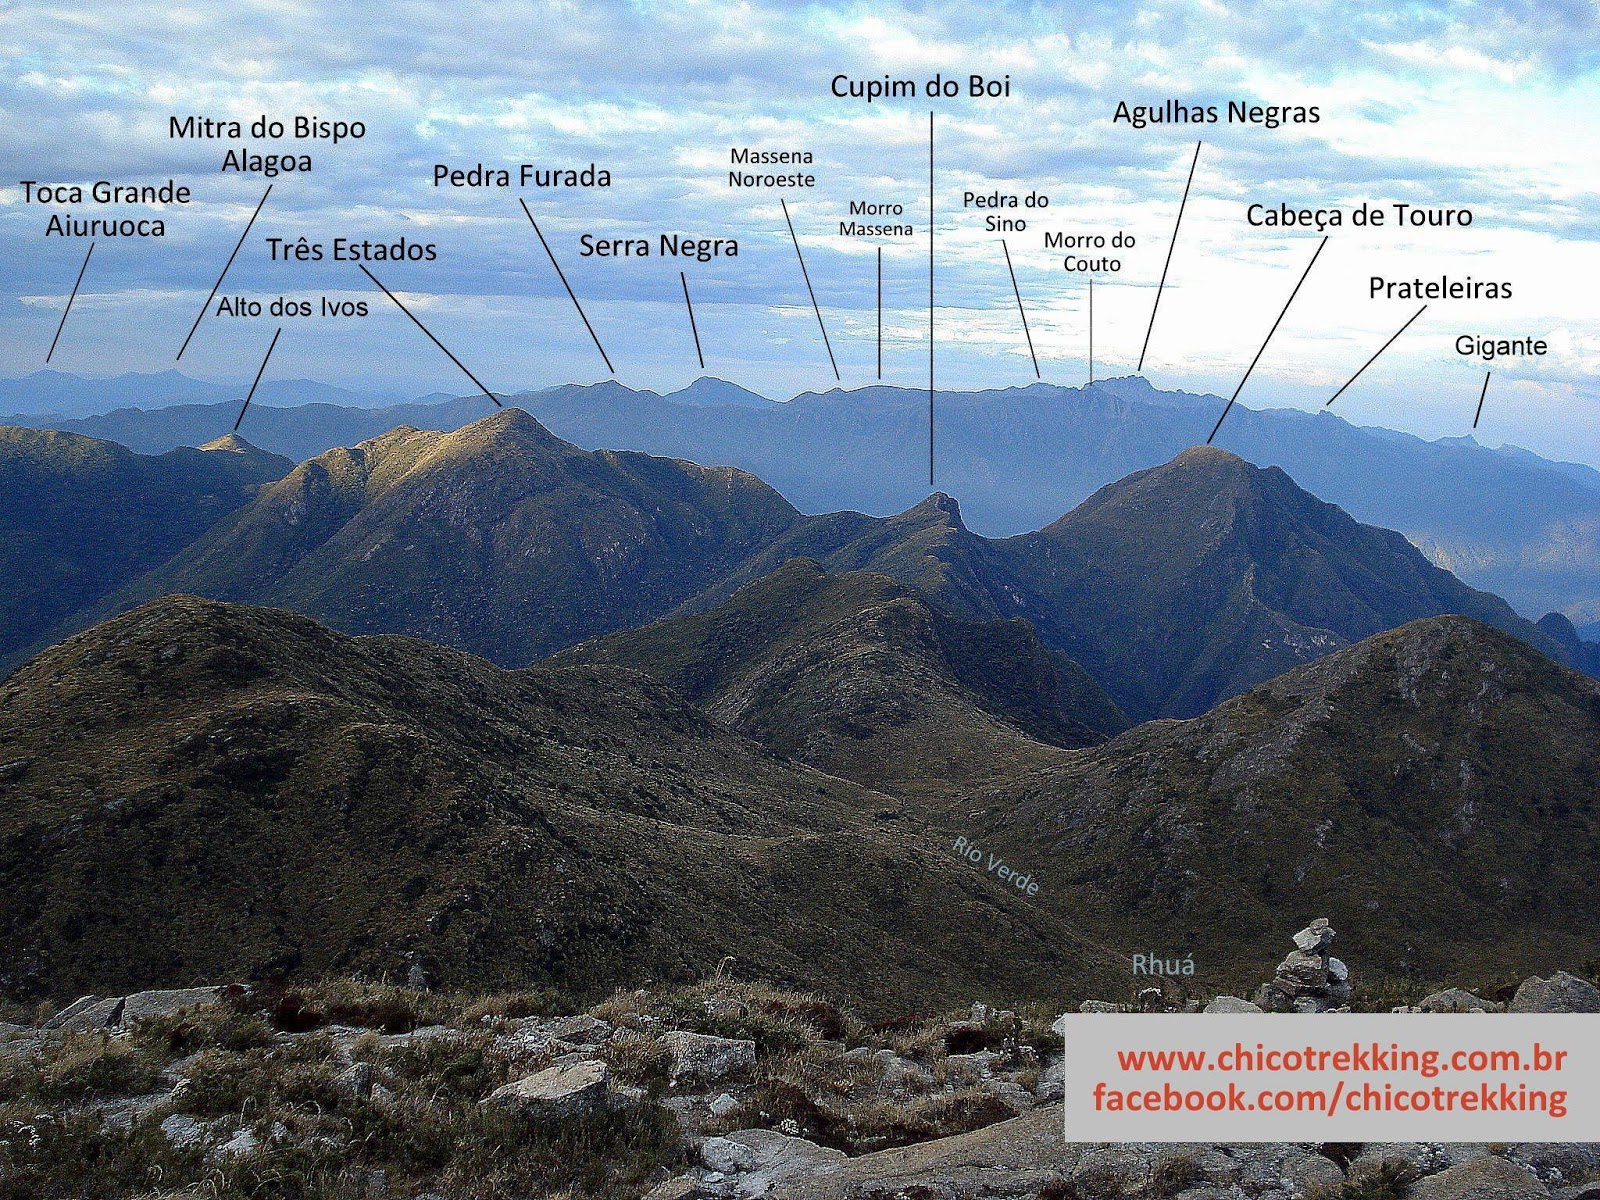 Cupim do Boi
Agulhas Negras
Mitra do Bispo
Alagoa
Massena
Noroeste
Pedra Furada
Toca Grande
Aiuruoca
Pedra do
Sino
Morro
Massena
Cabeça de Touro
Três Estados
Serra Negra
Morro do
Couto
Prateleiras
Alto dos Ivos
Gigante
Río Verde
Rhuá
www.chicotrekking.com.br
facebook.com/chicotrekking